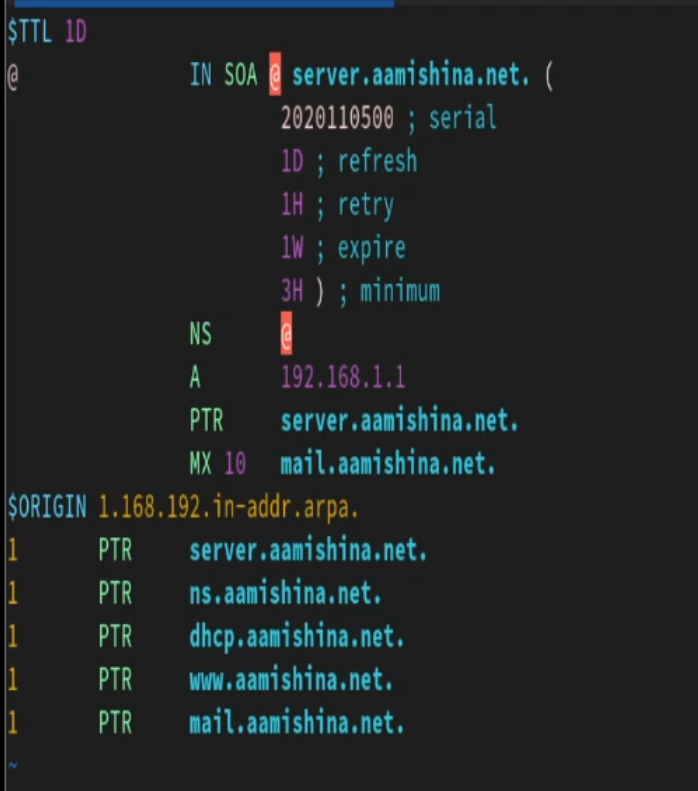 $TTL 1D
@ IN SOA @ server.aamishina.net. (
2020110500 ; serial
1D ; refresh
1H ; retry
1W ; expire
3H ) ; minimum
NS @
A 192.168.1.1
PTR server.aamishina.net.
MX 10 mail.aamishina.net.
$ORIGIN 1.168.192.in-addr.arpa.
1 PTR server.aamishina.net.
1 PTR ns.aamishina.net.
1 PTR dhcp.aamishina.net.
1 PTR www.aamishina.net.
1 PTR mail.aamishina.net.
~